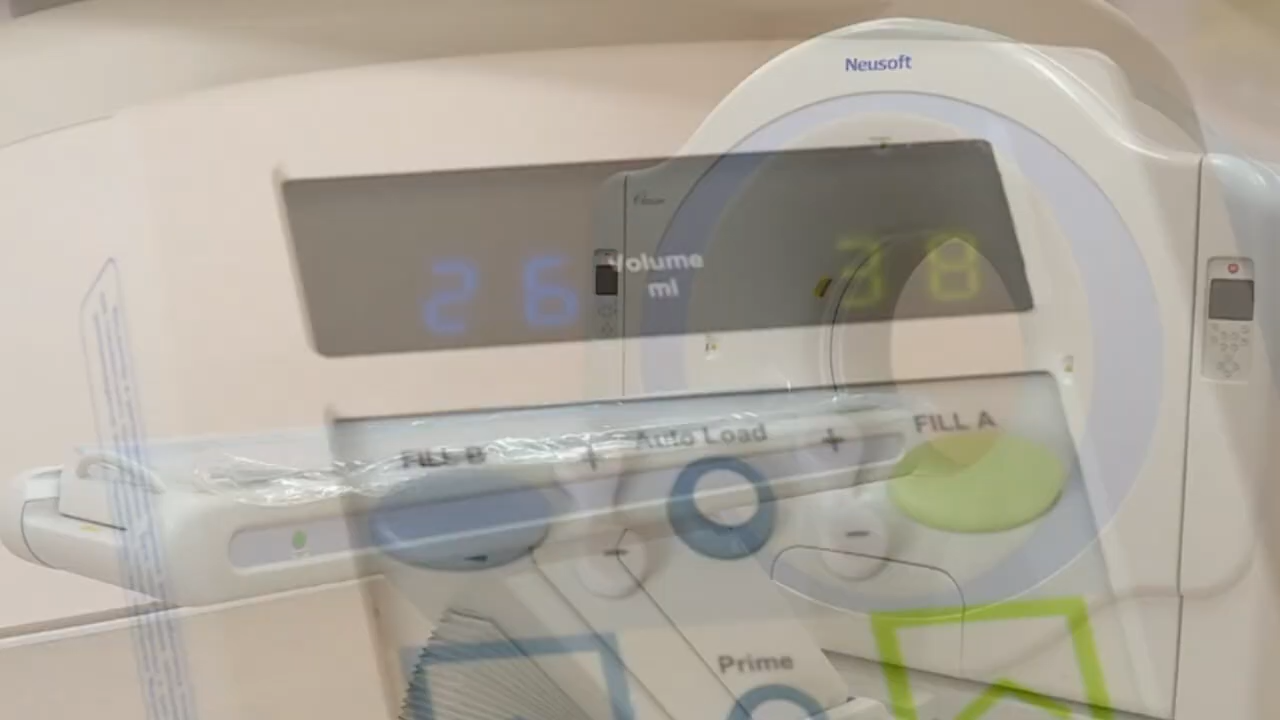 Neusoft
26 Volume 38
ml
FILL B + Auto Load + FILL A
- -
Prime